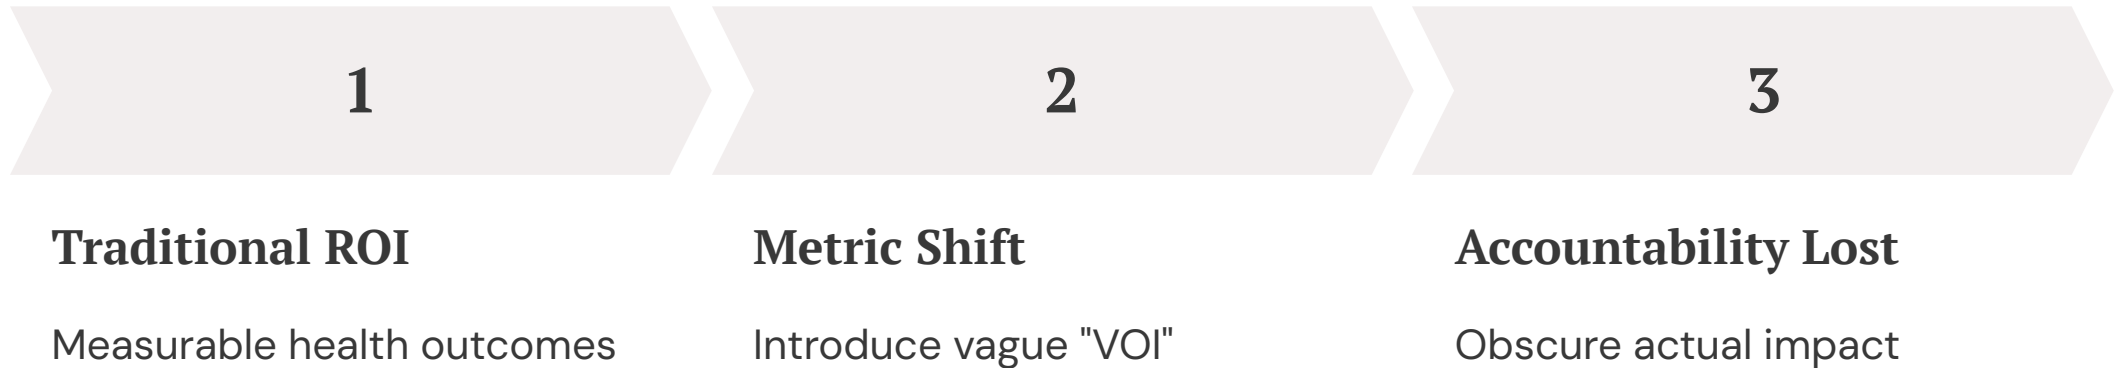 1
2
3
Traditional ROI
Metric Shift
Accountability Lost
Measurable health outcomes
Introduce vague "VOI"
Obscure actual impact